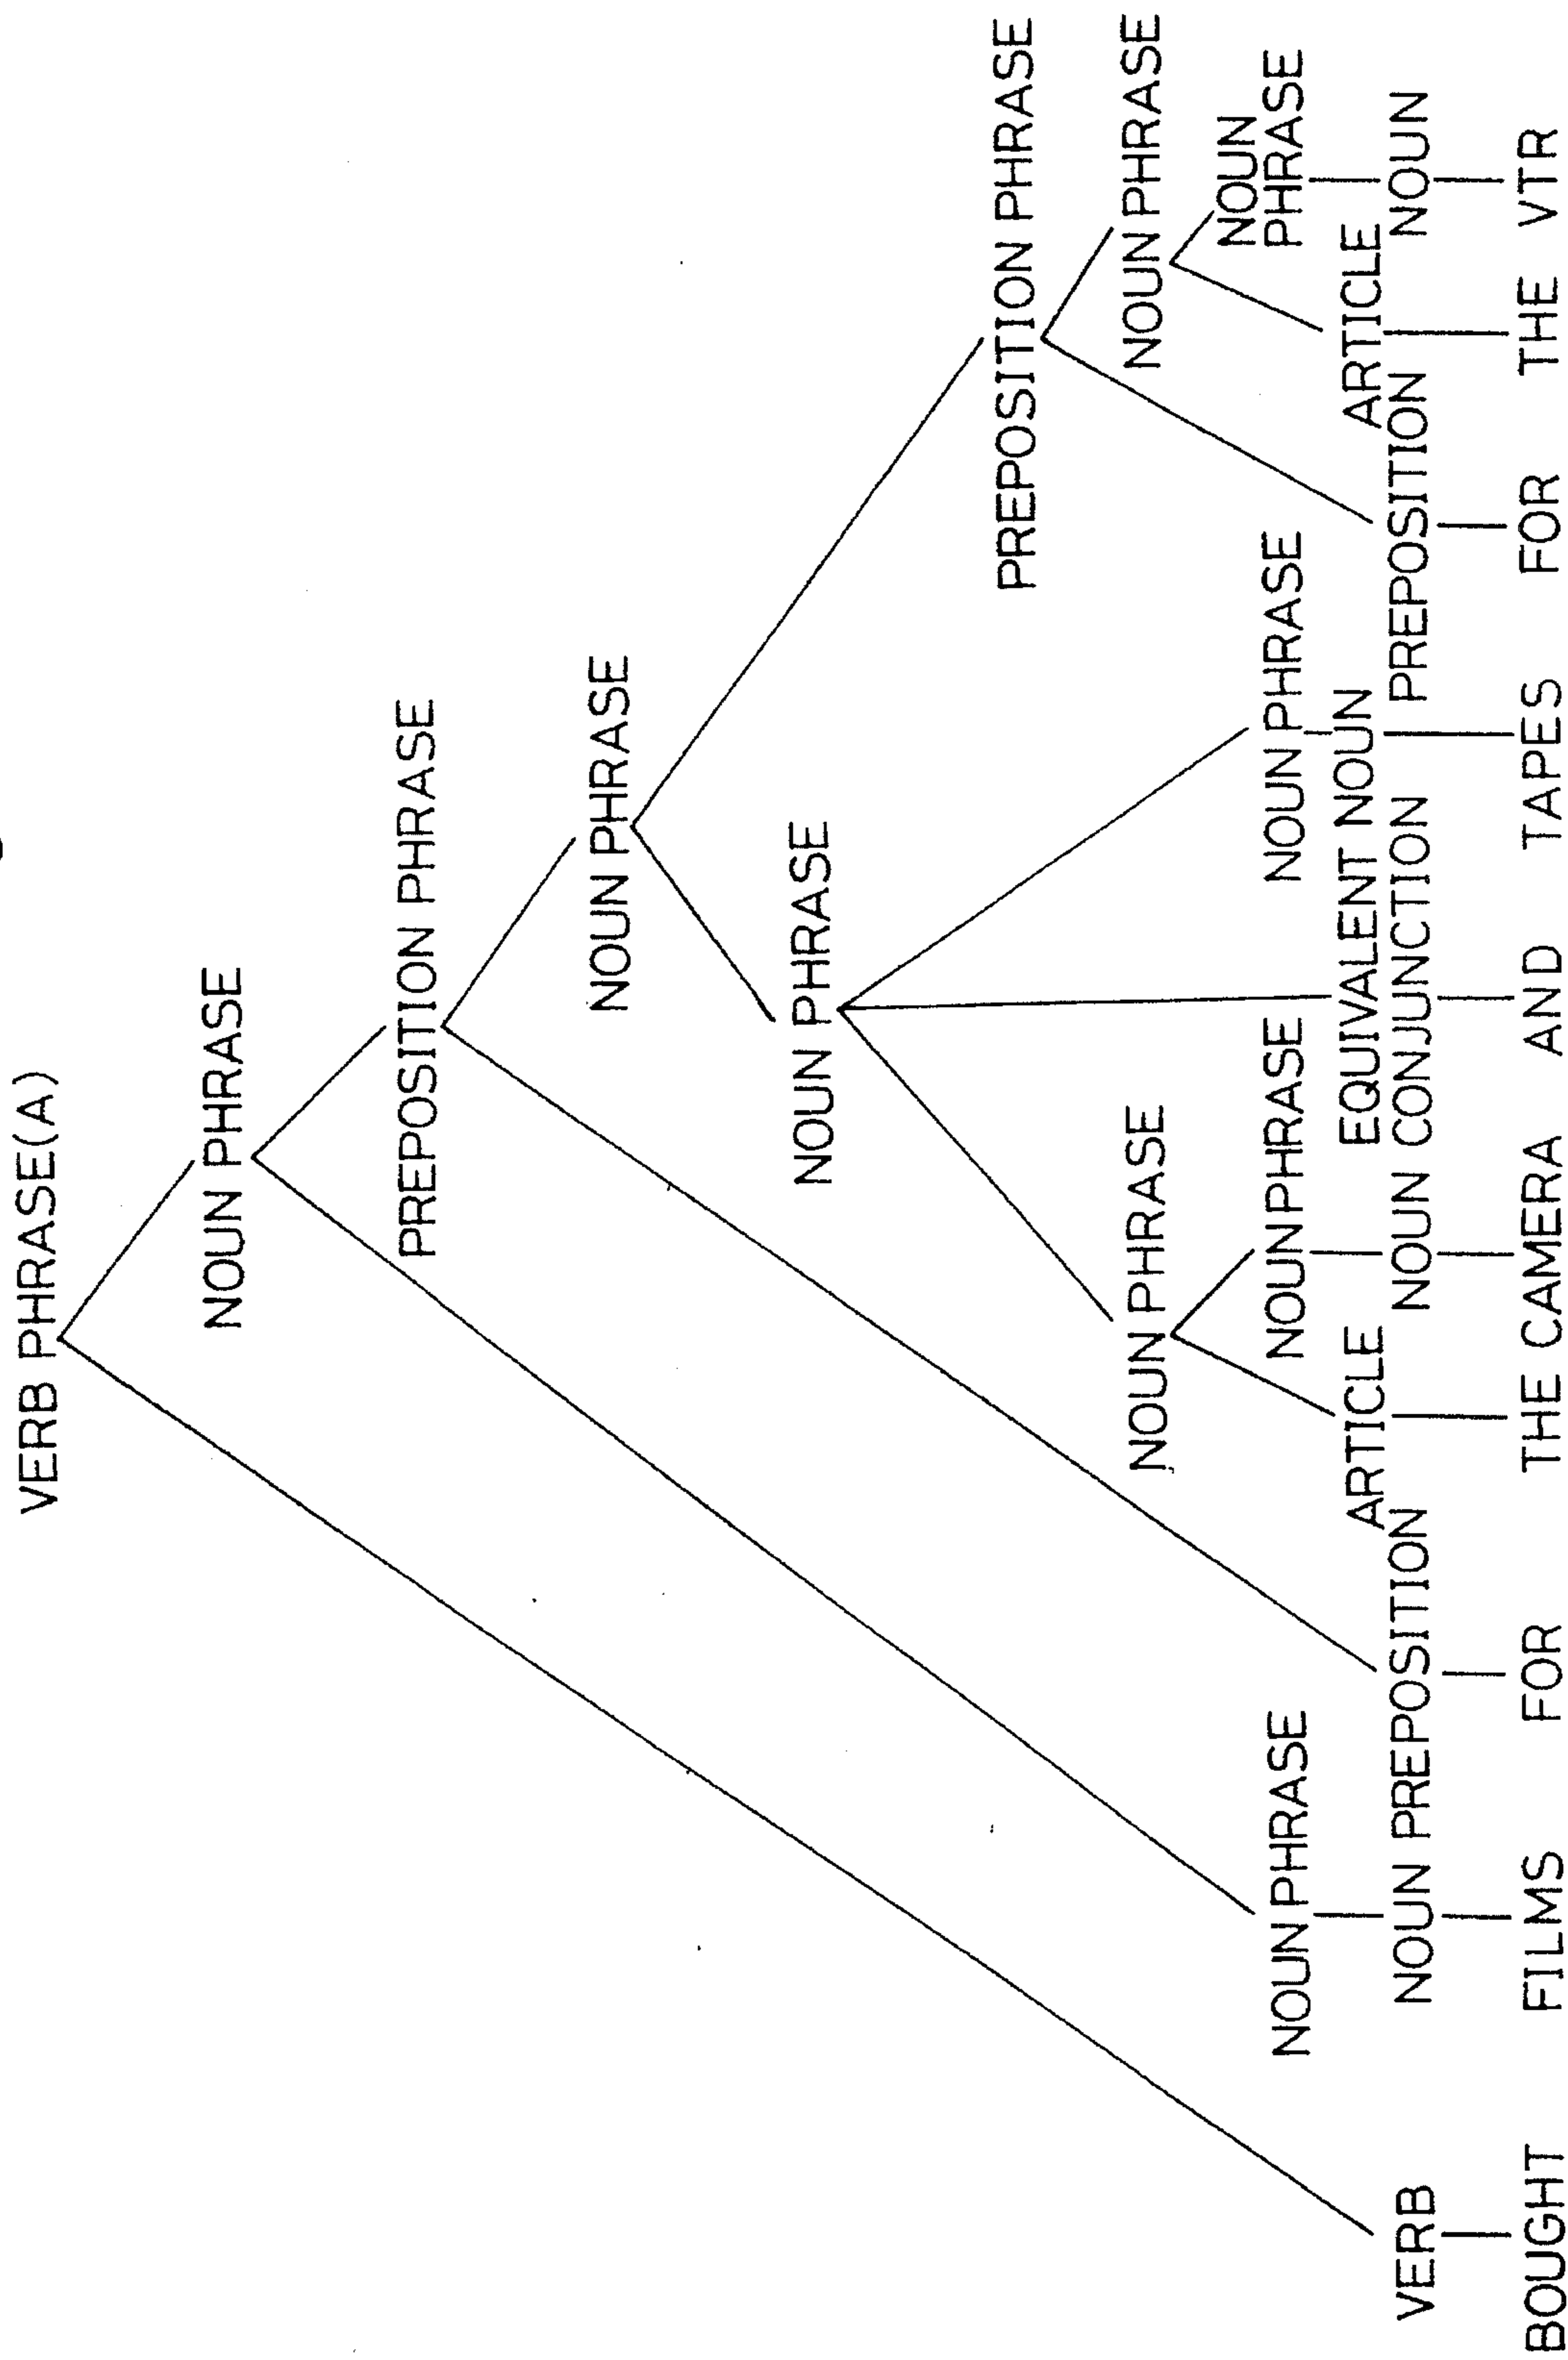 VERB PHRASE(A)
NOUN PHRASE
PREPOSITION PHRASE
NOUN PHRASE
NOUN PHRASE
PREPOSITION PHRASE
NOUN PHRASE
NOUN PHRASE
NOUN
PHRASE
NOUN PHRASE
NOUN PHRASE
NOUN PHRASE
ARTICLE
EQUIVALENT
NOUN
ARTICLE
VERB
NOUN
PREPOSITION
NOUN
CONJUNCTION
PREPOSITION
NOUN
BOUGHT FILMS FOR THE CAMERA AND TAPES FOR THE VTR